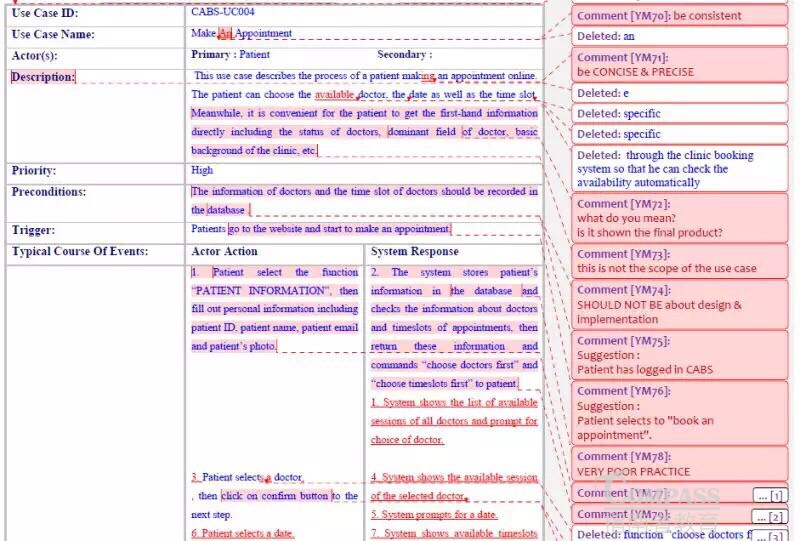 Use Case ID:
CABS-UC004
Use Case Name:
Make An Appointment
Actor(s):
Primary : Patient
Secondary :
Description:
This use case describes the process of a patient making an appointment online.
The patient can choose the available doctor, the date as well as the time slot.
Meanwhile, it is convenient for the patient to get the first-hand information
directly including the status of doctors, dominant field of doctor, basic
background of the clinic, etc.
Priority:
High
Preconditions:
The information of doctors and the time slot of doctors should be recorded in
the database .
Trigger:
Patients go to the website and start to make an appointment.
Typical Course Of Events:
Actor Action
1. Patient select the function
"PATIENT INFORMATION", then
fill out personal information including
patient ID, patient name, patient email
and patient's photo.
3. Patient selects a doctor
, then click on confirm button to the
next step.
6. Patient selects a date.
System Response
2. The system stores patient's
information in the database and
checks the information about doctors
and timeslots of appointments, then
return these information and
commands "choose doctors first" and
"choose timeslots first" to patient.
1. System shows the list of available
sessions of all doctors and prompt for
choice of doctor.
4. System shows the available session
of the selected doctor.
5. System prompts for a date.
7. System shows available timeslots
Comment [YM70]: be consistent
Deleted: an
Comment [YM71]:
be CONCISE & PRECISE
Deleted: e
Deleted: specific
Deleted: specific
Deleted: through the clinic booking
system so that he can check the
availability automatically
Comment [YM72]:
what do you mean?
is it shown the final product?
Comment [YM73]:
this is not the scope of the use case
Comment [YM74]:
SHOULD NOT BE about design &
implementation
Comment [YM75]:
Suggestion :
Patient has logged in CABS
Comment [YM76]:
Suggestion :
Patient selects to "book an
appointment".
Comment [YM78]:
VERY POOR PRACTICE
Comment [YM77]:
... [1]
Comment [YM79]:
... [2]
Deleted: function "choose doctors f
... [3]